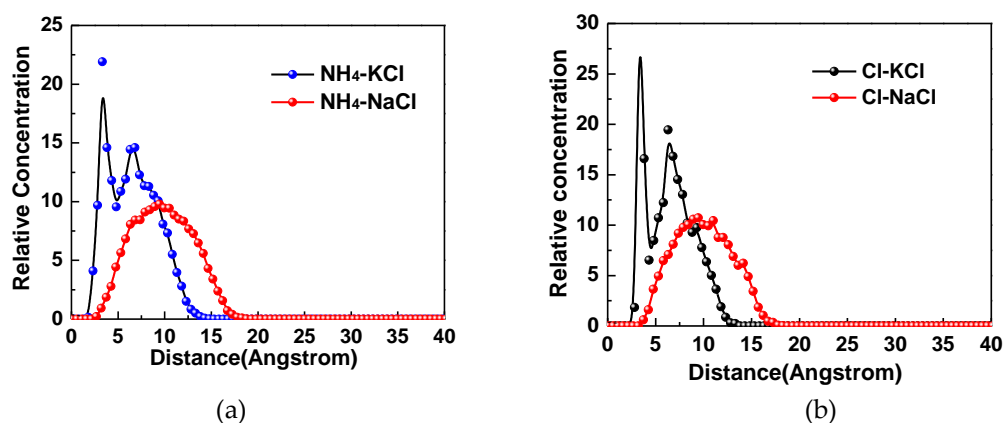 25
20
15
10
5
0
Relative Concentration
NH4-KCl
NH4-NaCl
0 5 10 15 20 25 30 35 40
Distance(Angstrom)
(a)
30
25
20
15
10
5
0
Relative concentration
Cl-KCl
Cl-NaCl
0 5 10 15 20 25 30 35 40
Distance(Angstrom)
(b)